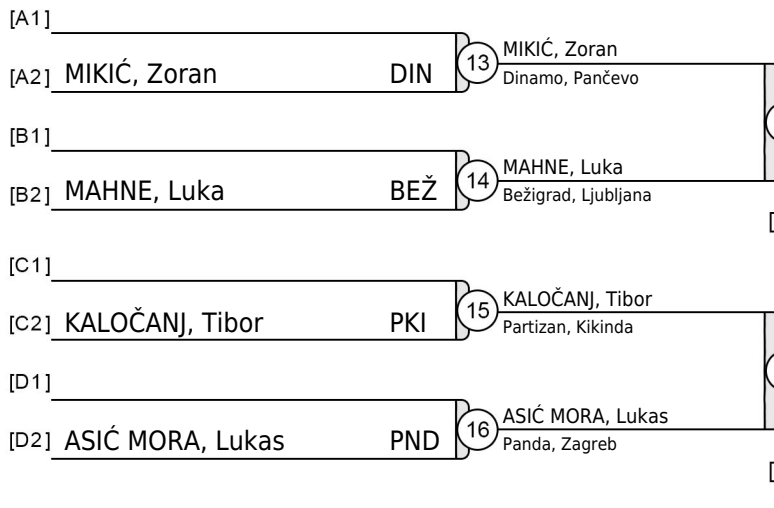 [A1]
[A2] MIKIĆ, Zoran DIN
13
MIKIĆ, Zoran
Dinamo, Pančevo
[B1]
[B2] MAHNE, Luka BEŽ
14
MAHNE, Luka
Bežigrad, Ljubljana
[
[C1]
[C2] KALOČANJ, Tibor PKI
15
KALOČANJ, Tibor
Partizan, Kikinda
[D1]
[D2] ASIĆ MORA, Lukas PND
16
ASIĆ MORA, Lukas
Panda, Zagreb
[